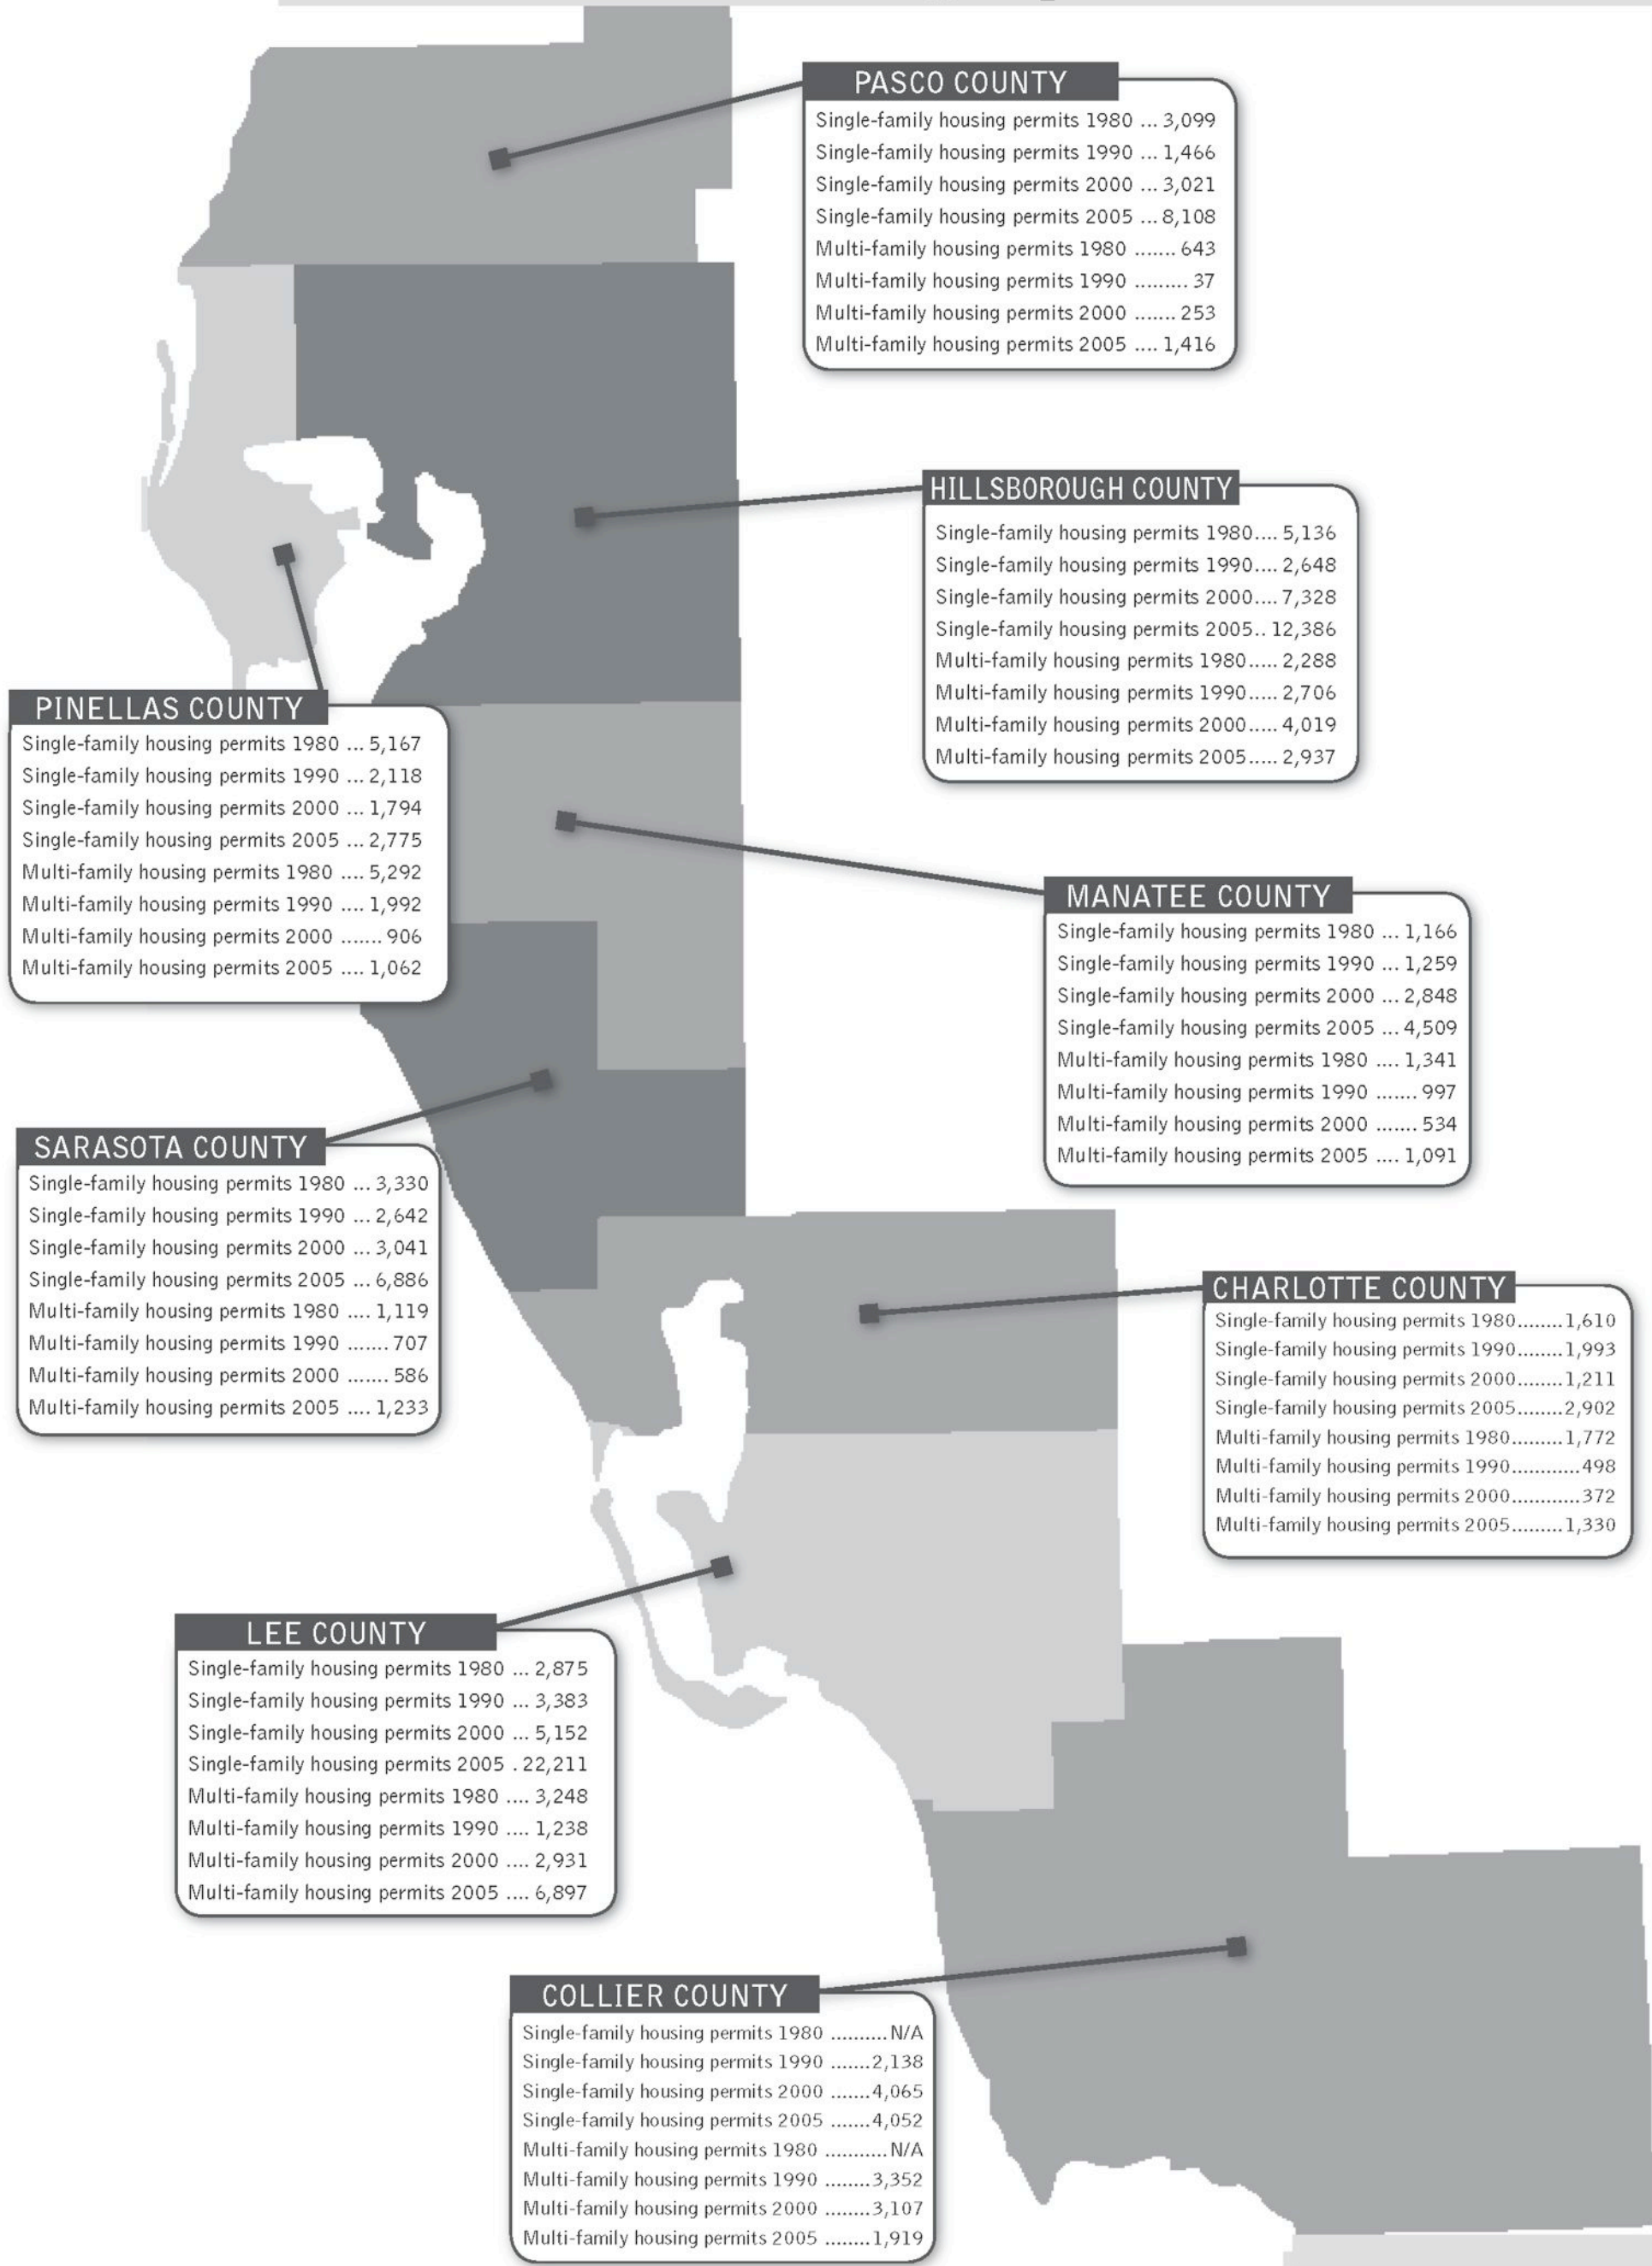 PASCO COUNTY
Single-family housing permits 1980 ... 3,099
Single-family housing permits 1990 ... 1,466
Single-family housing permits 2000 ... 3,021
Single-family housing permits 2005 ... 8,108
Multi-family housing permits 1980 ....... 643
Multi-family housing permits 1990 ......... 37
Multi-family housing permits 2000 ....... 253
Multi-family housing permits 2005 .... 1,416
HILLSBOROUGH COUNTY
Single-family housing permits 1980.... 5,136
Single-family housing permits 1990.... 2,648
Single-family housing permits 2000.... 7,328
Single-family housing permits 2005.. 12,386
Multi-family housing permits 1980..... 2,288
Multi-family housing permits 1990..... 2,706
Multi-family housing permits 2000..... 4,019
Multi-family housing permits 2005..... 2,937
PINELLAS COUNTY
Single-family housing permits 1980 ... 5,167
Single-family housing permits 1990 ... 2,118
Single-family housing permits 2000 ... 1,794
Single-family housing permits 2005 ... 2,775
Multi-family housing permits 1980 .... 5,292
Multi-family housing permits 1990 .... 1,992
Multi-family housing permits 2000 ....... 906
Multi-family housing permits 2005 .... 1,062
MANATEE COUNTY
Single-family housing permits 1980 ... 1,166
Single-family housing permits 1990 ... 1,259
Single-family housing permits 2000 ... 2,848
Single-family housing permits 2005 ... 4,509
Multi-family housing permits 1980 .... 1,341
Multi-family housing permits 1990 ....... 997
Multi-family housing permits 2000 ....... 534
Multi-family housing permits 2005 .... 1,091
SARASOTA COUNTY
Single-family housing permits 1980 ... 3,330
Single-family housing permits 1990 ... 2,642
Single-family housing permits 2000 ... 3,041
Single-family housing permits 2005 ... 6,886
Multi-family housing permits 1980 .... 1,119
Multi-family housing permits 1990 ....... 707
Multi-family housing permits 2000 ....... 586
Multi-family housing permits 2005 .... 1,233
CHARLOTTE COUNTY
Single-family housing permits 1980........1,610
Single-family housing permits 1990........1,993
Single-family housing permits 2000........1,211
Single-family housing permits 2005........2,902
Multi-family housing permits 1980.........1,772
Multi-family housing permits 1990............498
Multi-family housing permits 2000............372
Multi-family housing permits 2005.........1,330
LEE COUNTY
Single-family housing permits 1980 ... 2,875
Single-family housing permits 1990 ... 3,383
Single-family housing permits 2000 ... 5,152
Single-family housing permits 2005 . 22,211
Multi-family housing permits 1980 .... 3,248
Multi-family housing permits 1990 .... 1,238
Multi-family housing permits 2000 .... 2,931
Multi-family housing permits 2005 .... 6,897
COLLIER COUNTY
Single-family housing permits 1980 ..........N/A
Single-family housing permits 1990 .......2,138
Single-family housing permits 2000 .......4,065
Single-family housing permits 2005 .......4,052
Multi-family housing permits 1980 ...........N/A
Multi-family housing permits 1990 ........3,352
Multi-family housing permits 2000 ........3,107
Multi-family housing permits 2005 ........1,919